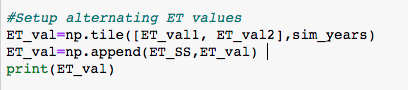 #Setup alternating ET values
ET_val=np.tile([ET_val1, ET_val2],sim_years)
ET_val=np.append(ET_SS,ET_val)
print(ET_val)